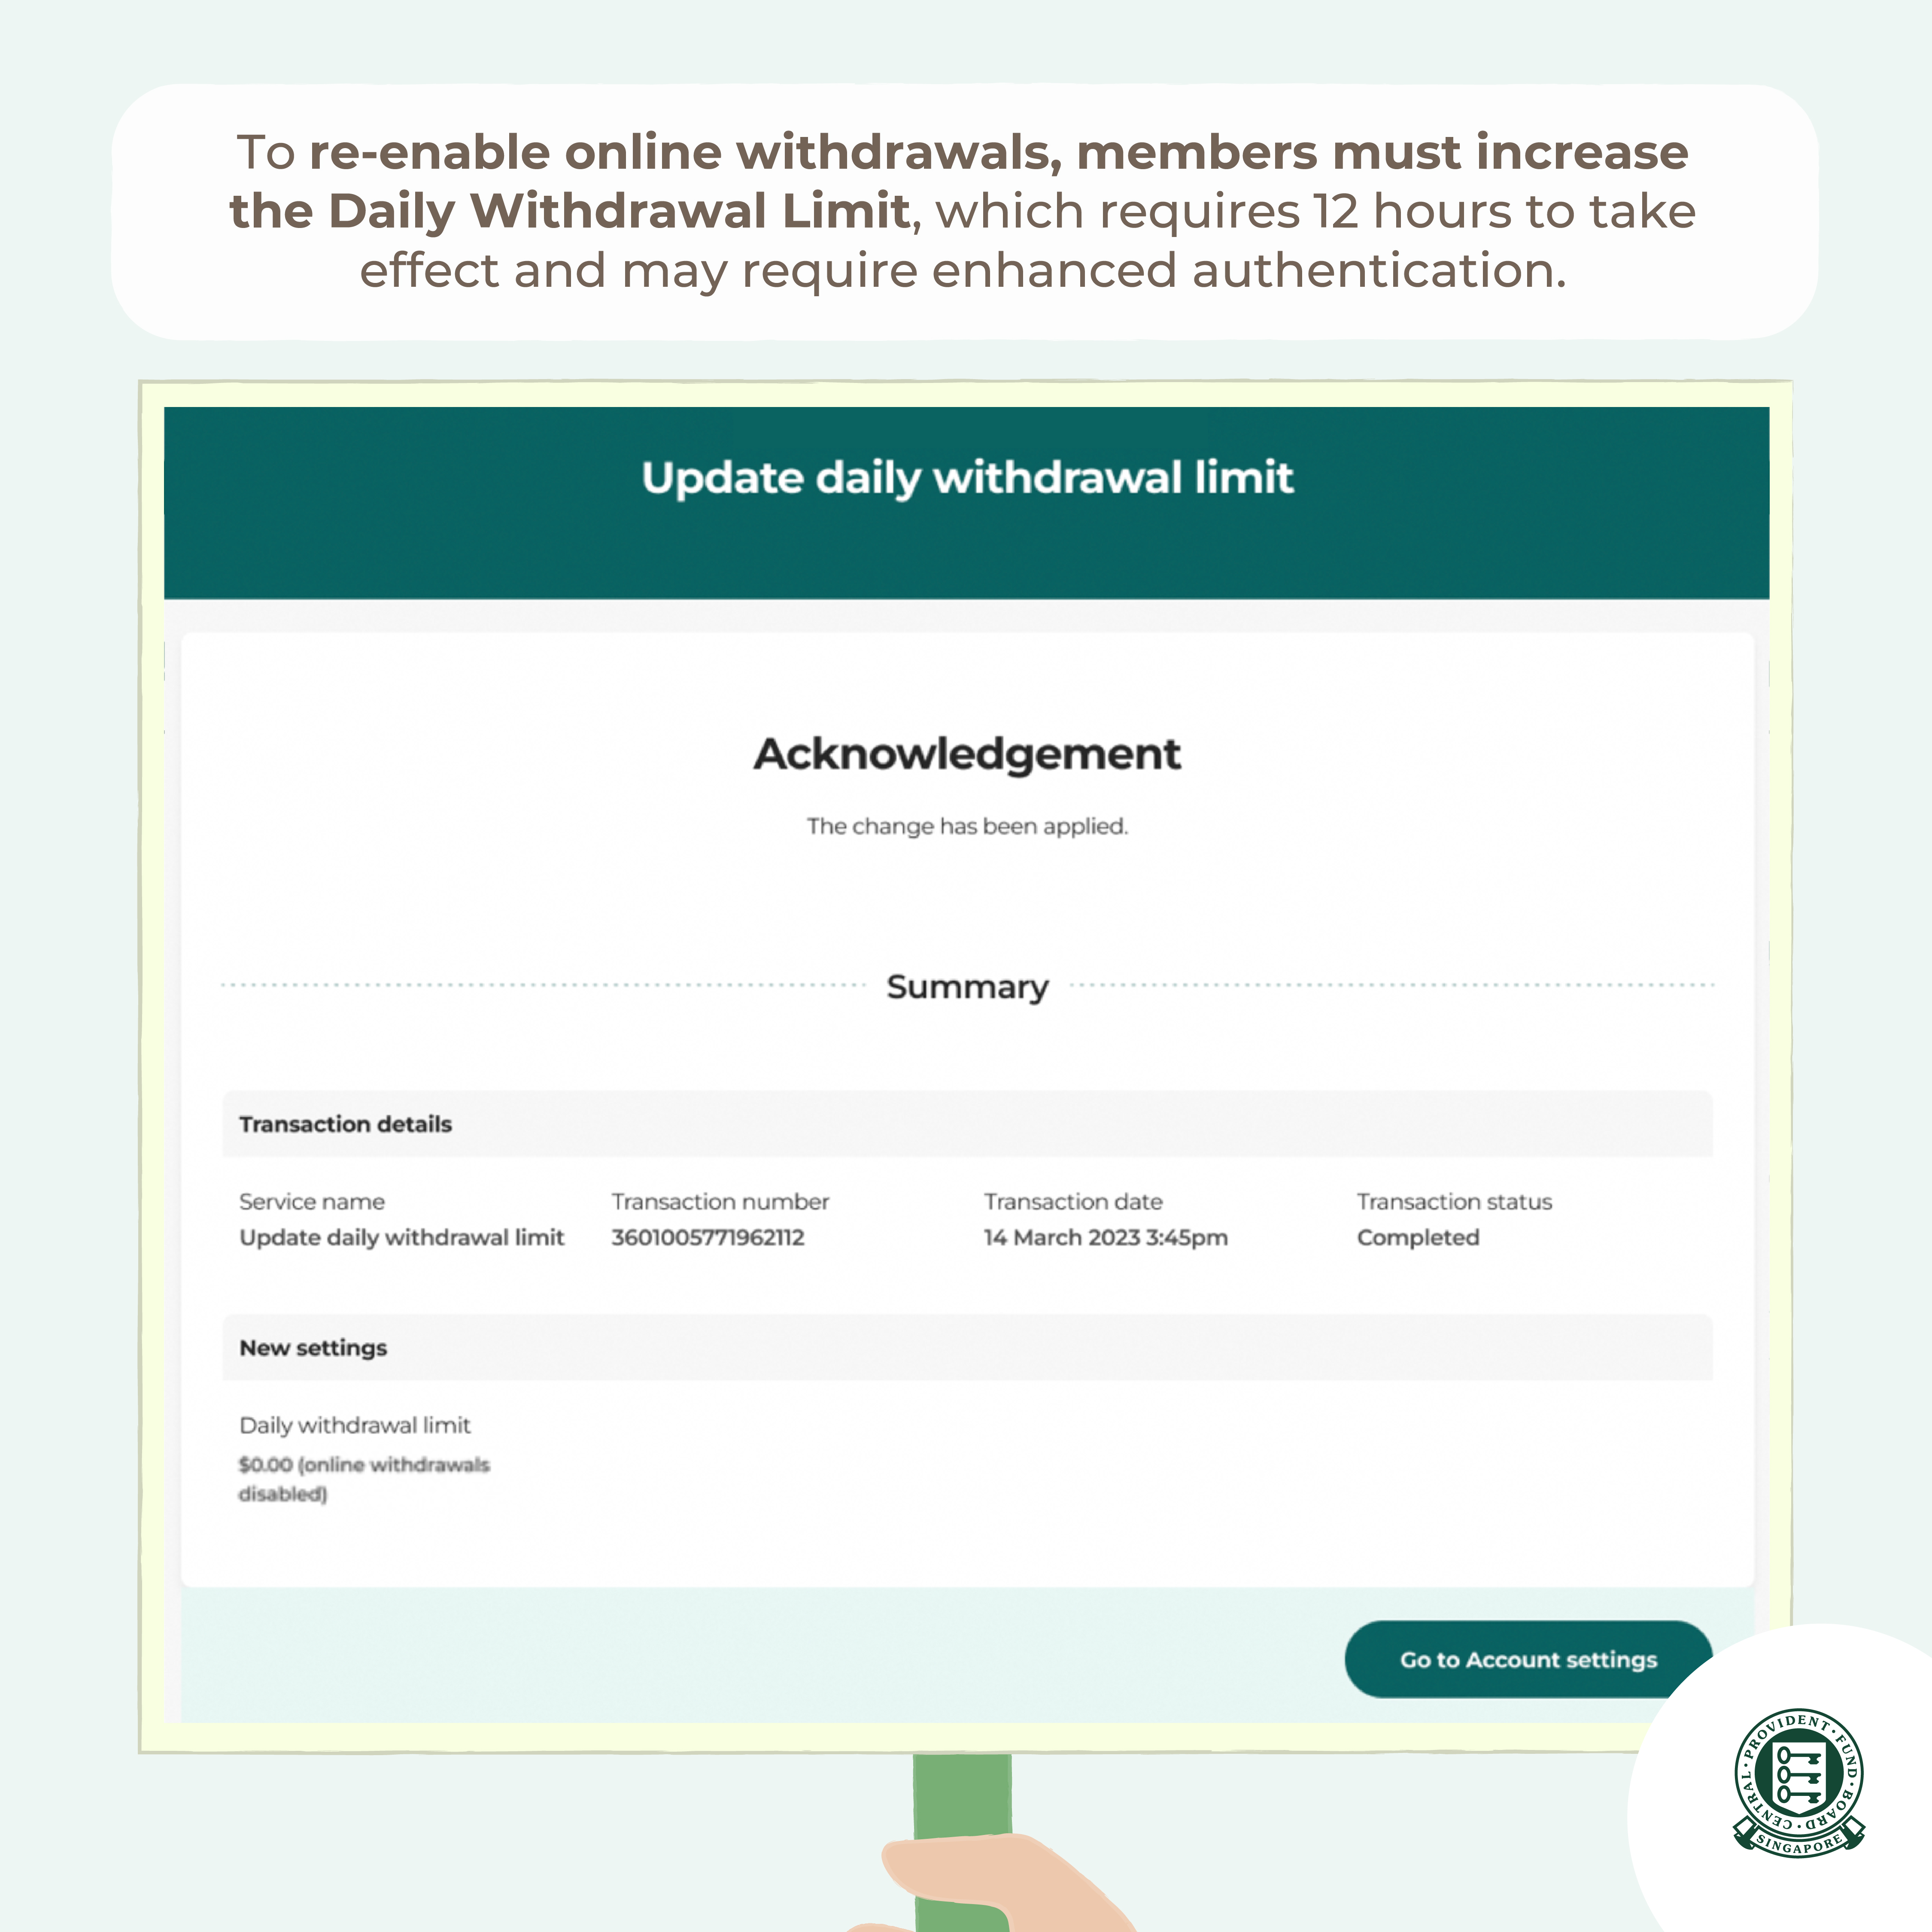 To re-enable online withdrawals, members must increase
the Daily Withdrawal Limit, which requires 12 hours to take
effect and may require enhanced authentication.
Update daily withdrawal limit
Acknowledgement
The change has been applied.
Summary
Transaction details
Service name
Update daily withdrawal limit
Transaction number
3601005771962112
Transaction date
14 March 2023 3:45pm
Transaction status
Completed
New settings
Daily withdrawal limit
$0.00 (online withdrawals
disabled)
Go to Account settings
CENTRAL · PROVIDENT · FUND · BOARD
SINGAPORE